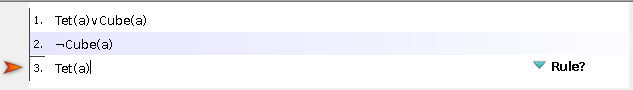 1. Tet(a)∨Cube(a)
2. ¬Cube(a)
3. Tet(a) Rule?